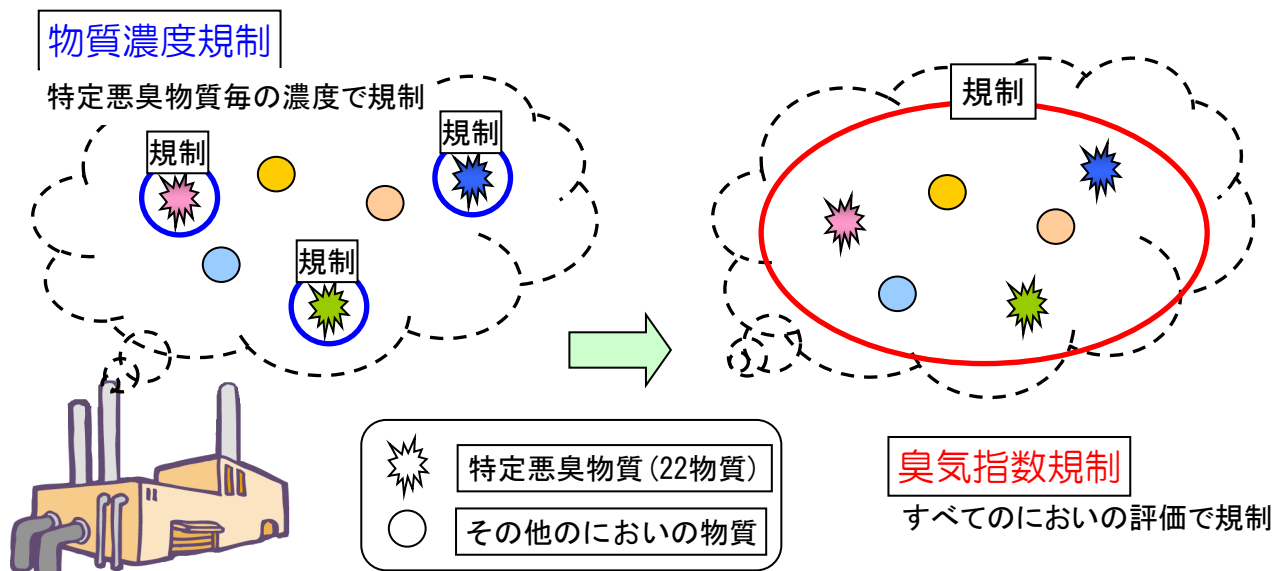 物質濃度規制
特定悪臭物質毎の濃度で規制
規制
規制
規制
規制
特定悪臭物質(22物質)
その他のにおいの物質
臭気指数規制
すべてのにおいの評価で規制